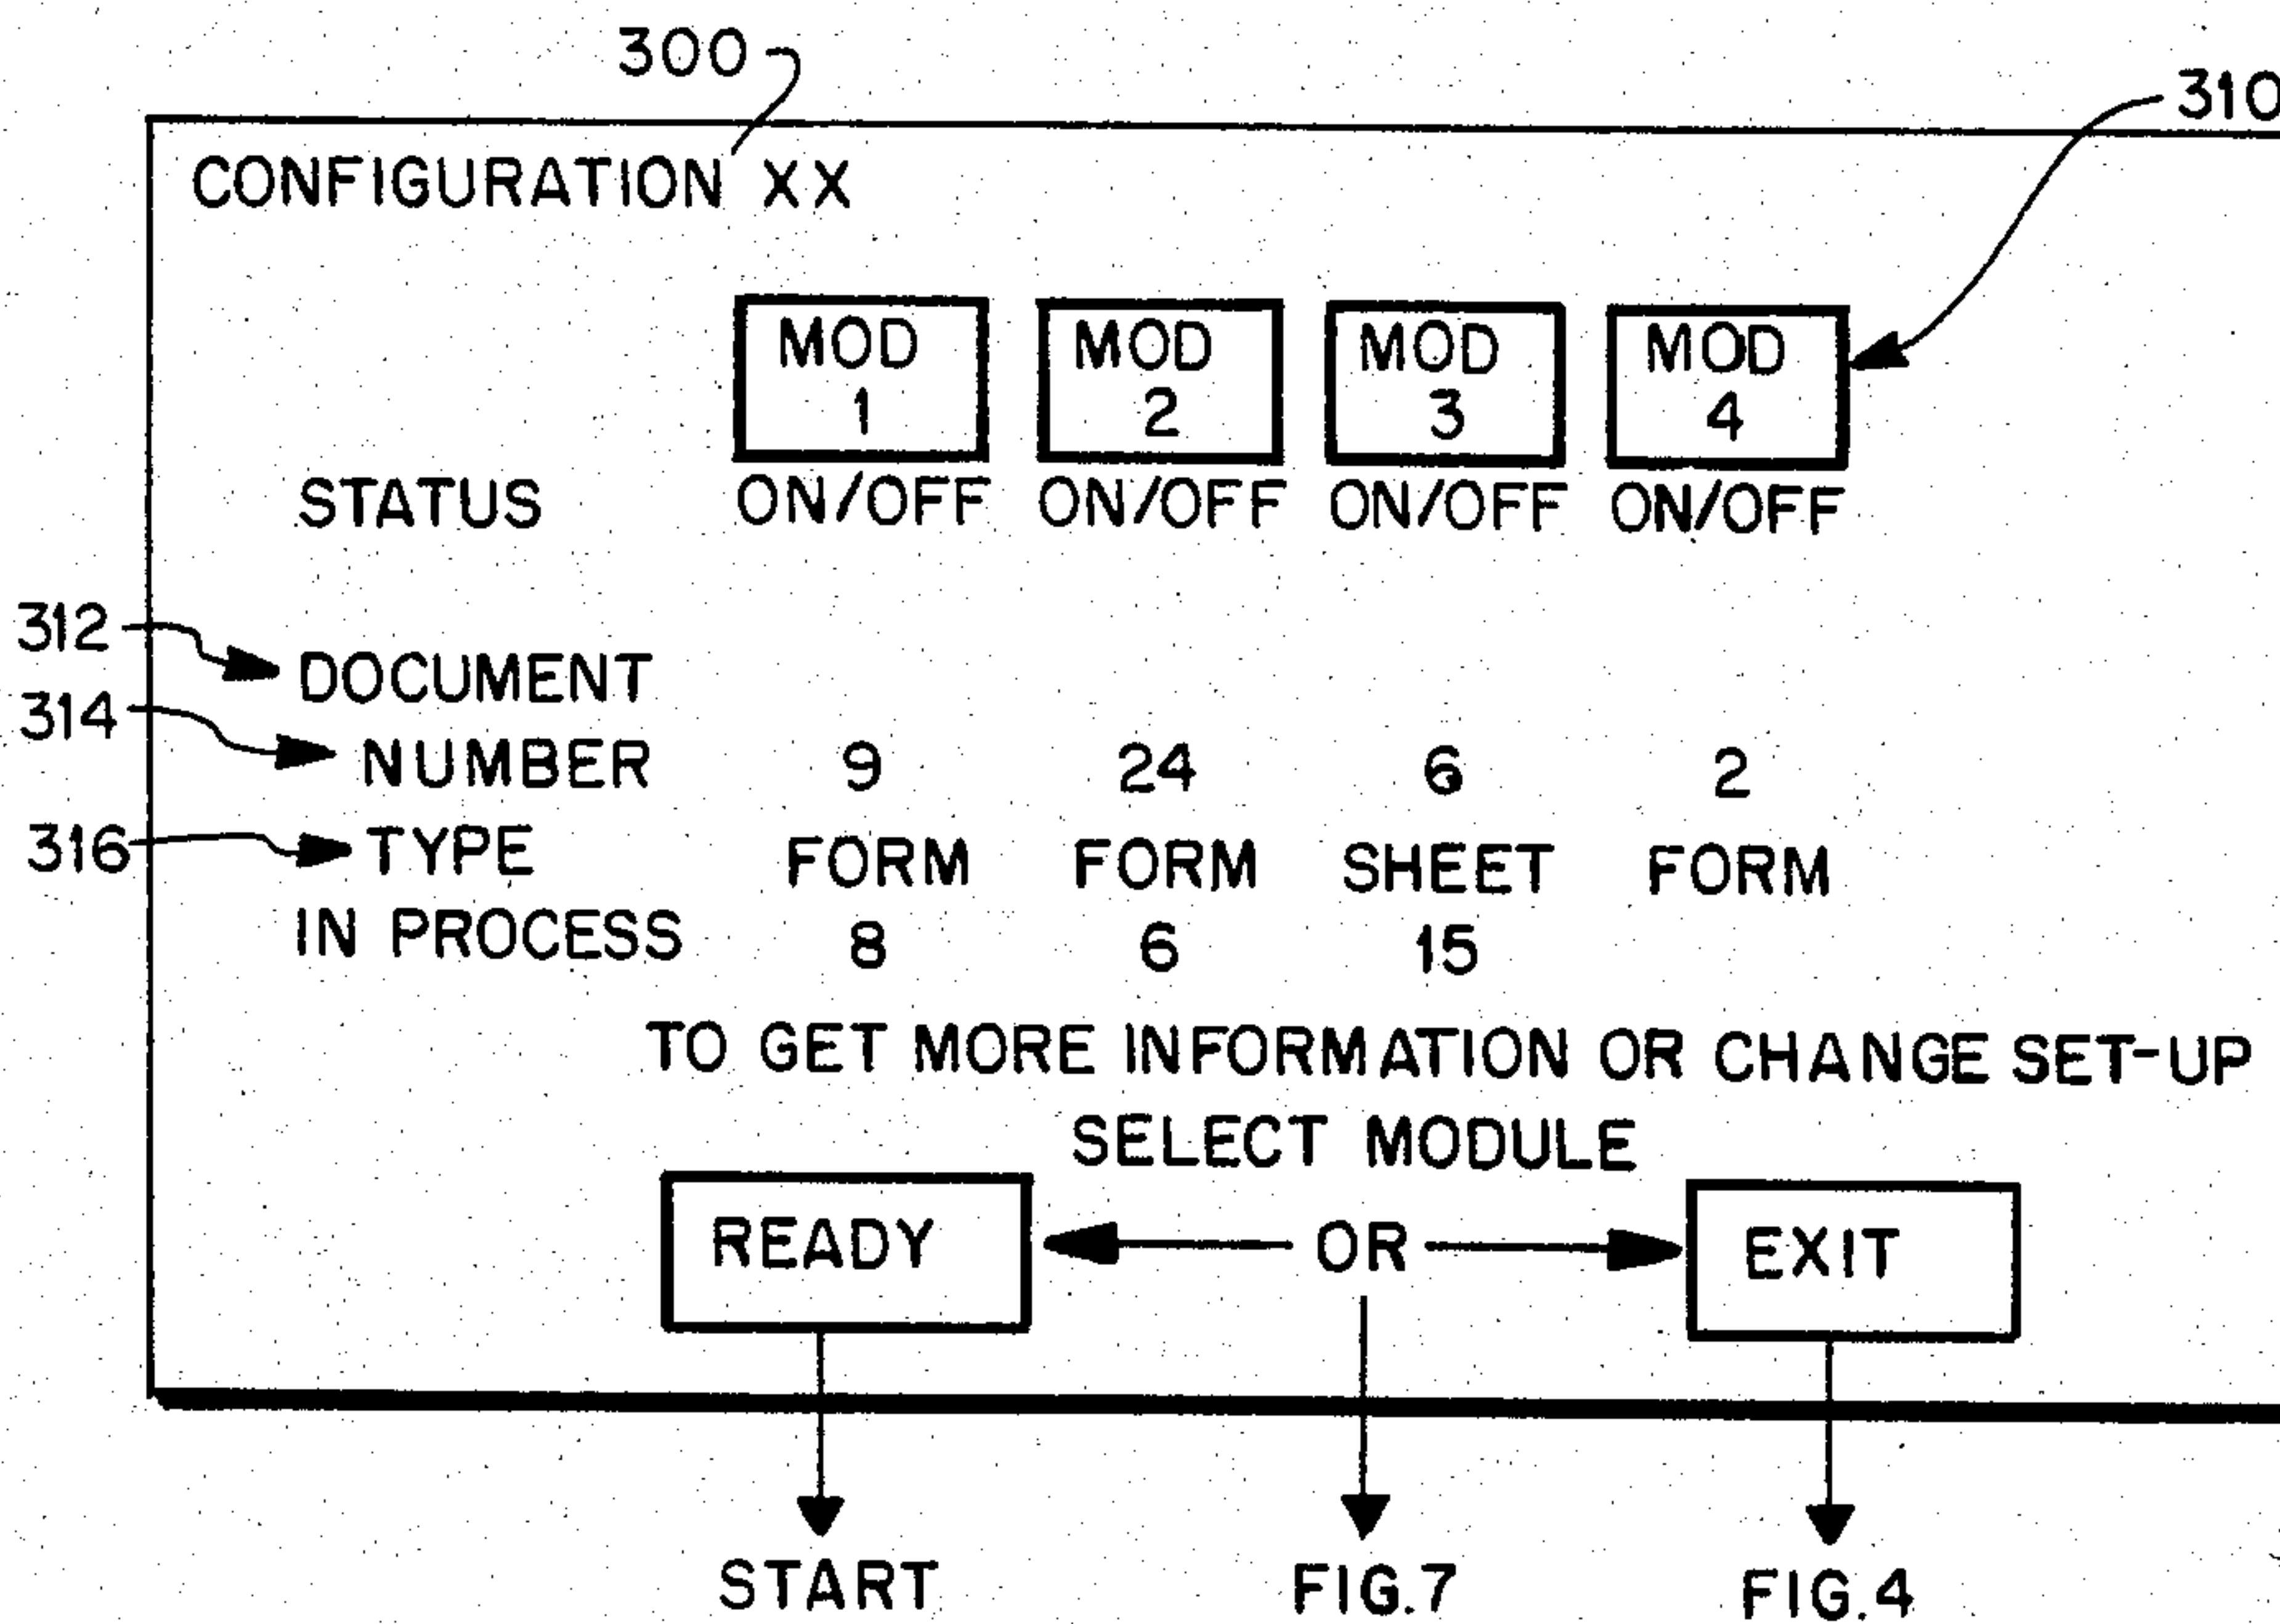 300
310
CONFIGURATION XX
MOD 1 MOD 2 MOD 3 MOD 4
STATUS ON/OFF ON/OFF ON/OFF ON/OFF
312 DOCUMENT
314 NUMBER 9 24 6 2
316 TYPE FORM FORM SHEET FORM
IN PROCESS 8 6 15
TO GET MORE INFORMATION OR CHANGE SET-UP
SELECT MODULE
READY OR EXIT
START FIG.7 FIG.4